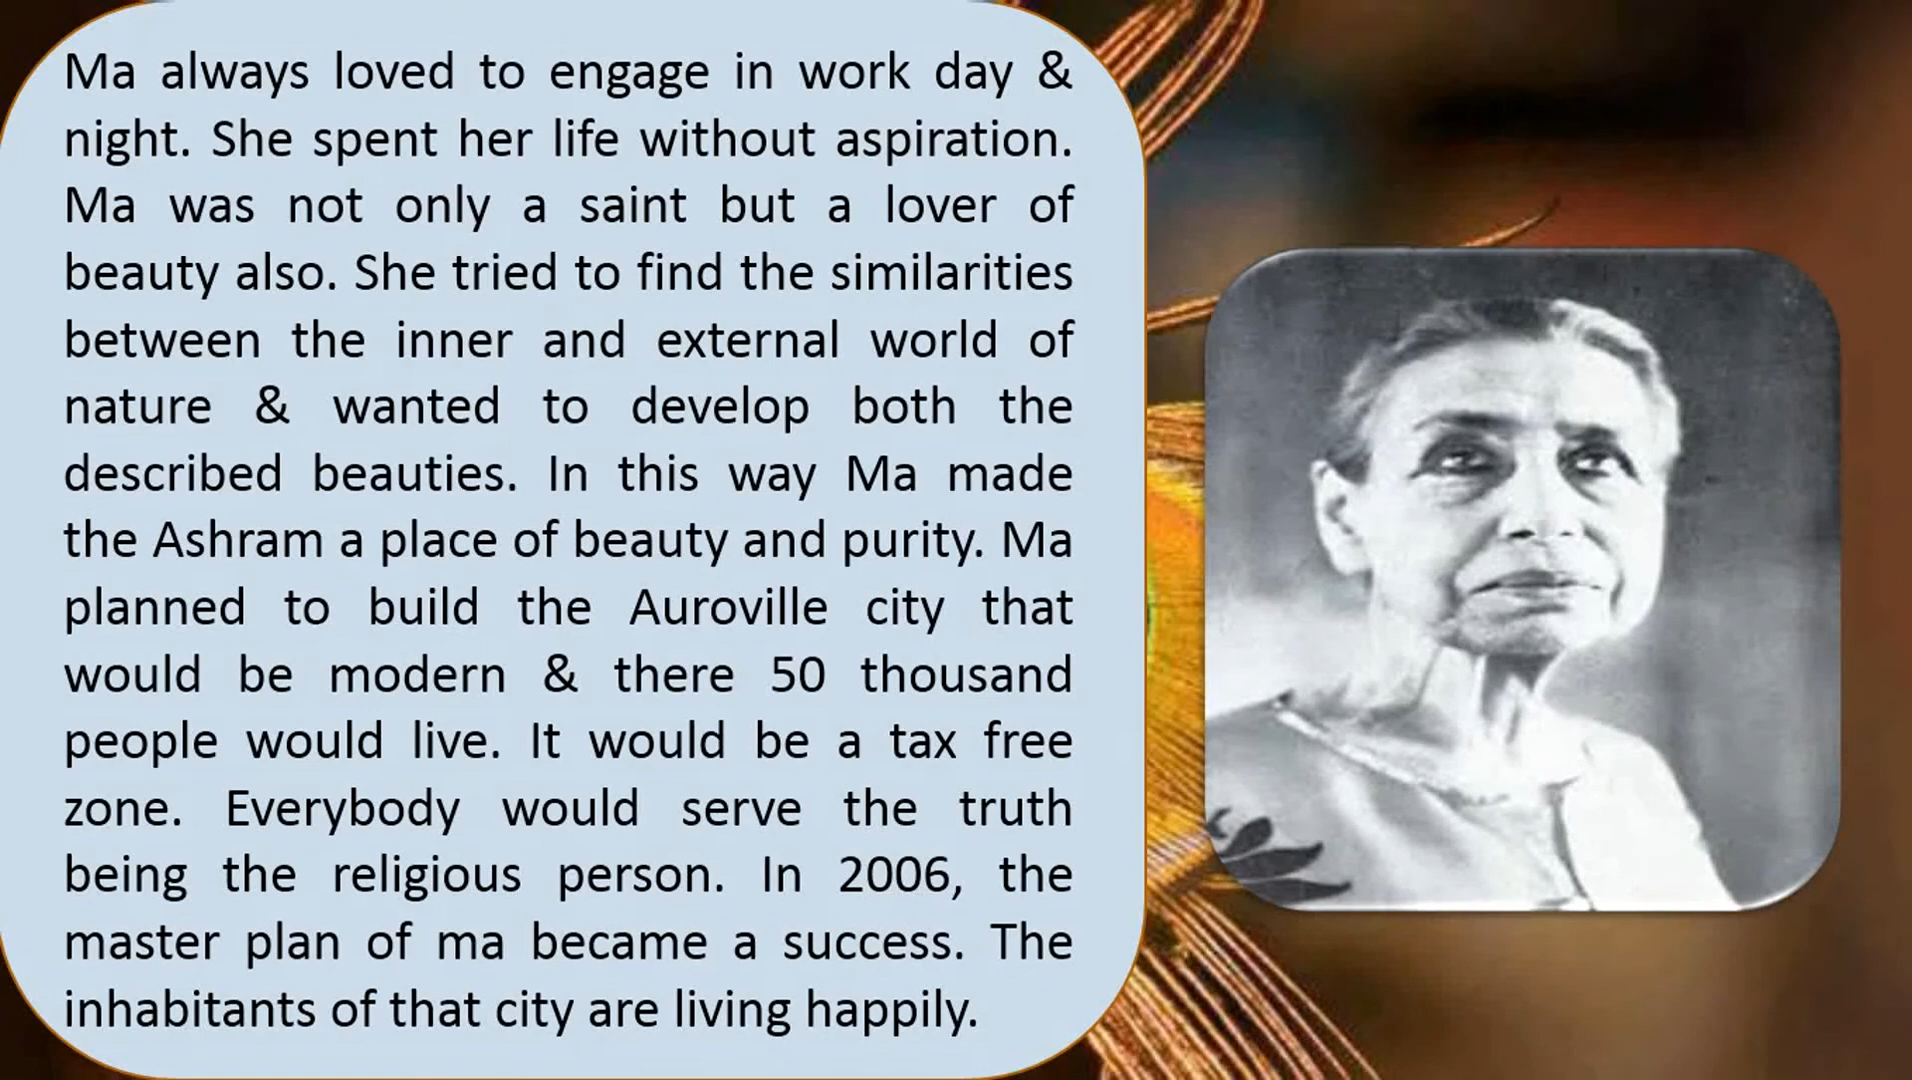 Ma always loved to engage in work day &
night. She spent her life without aspiration.
Ma was not only a saint but a lover of
beauty also. She tried to find the similarities
between the inner and external world of
nature & wanted to develop both the
described beauties. In this way Ma made
the Ashram a place of beauty and purity. Ma
planned to build the Auroville city that
would be modern & there 50 thousand
people would live. It would be a tax free
zone. Everybody would serve the truth
being the religious person. In 2006, the
master plan of ma became a success. The
inhabitants of that city are living happily.